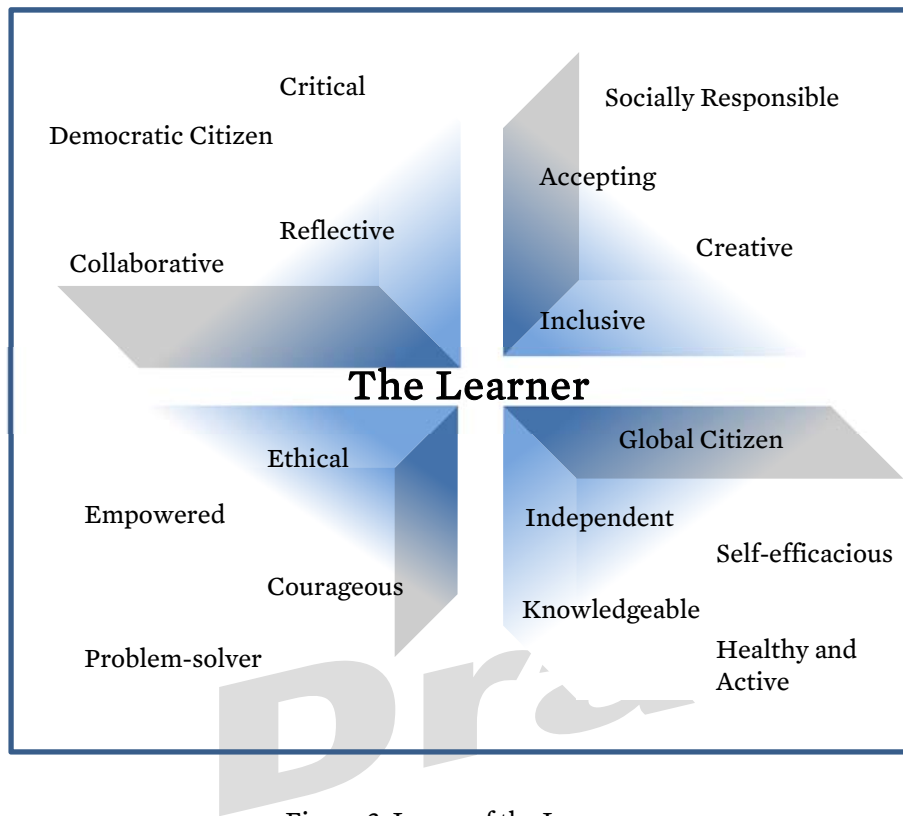 Critical
Socially Responsible
Democratic Citizen
Accepting
Reflective
Creative
Collaborative
Inclusive
The Learner
Global Citizen
Ethical
Empowered
Independent
Self-efficacious
Courageous
Knowledgeable
Problem-solver
Healthy and
Active